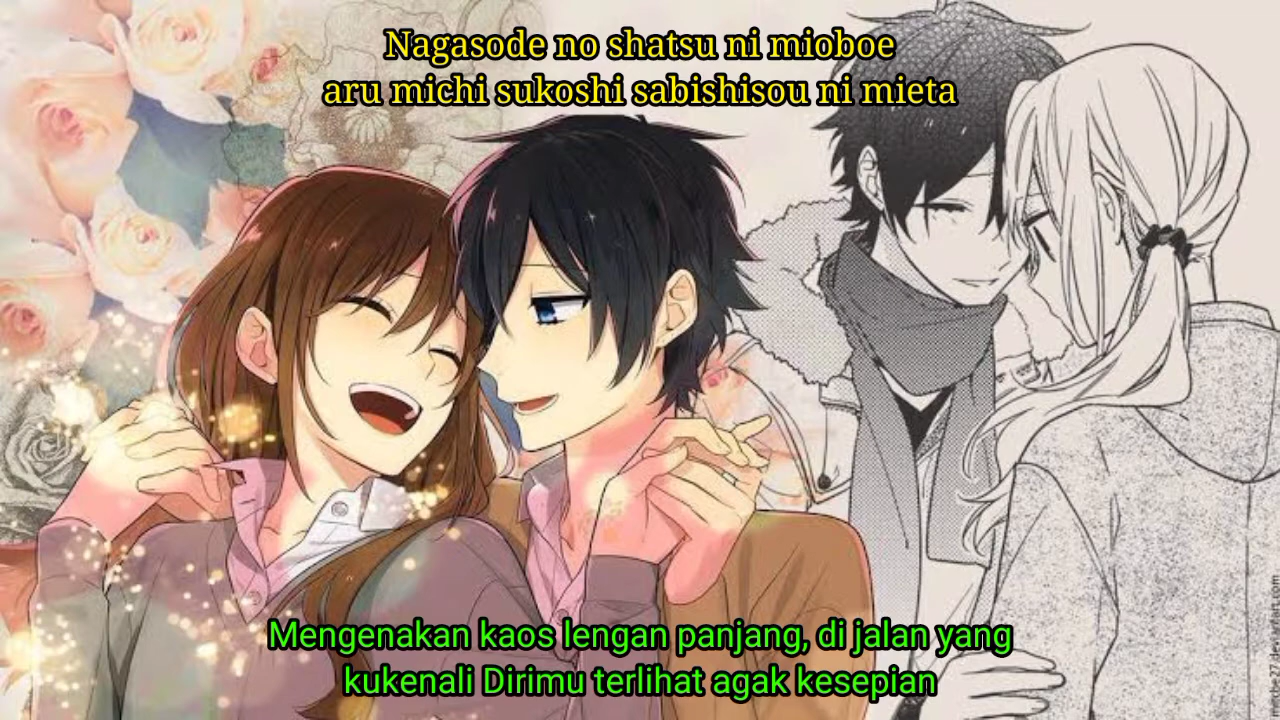 Nagasode no shatsu ni mioboe
aru michi sukoshi sabishisou ni mieta
Mengenakan kaos lengan panjang, di jalan yang
kukenali Dirimu terlihat agak kesepian